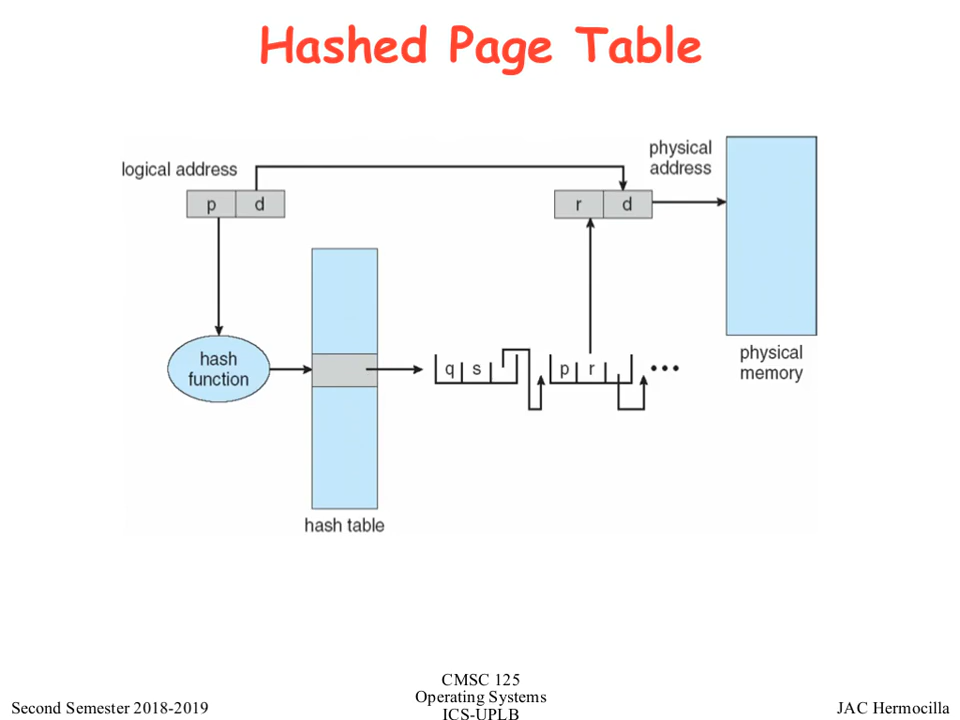 Hashed Page Table
logical address
physical
address
p d
r d
hash
function
q s
p r
•••
physical
memory
hash table
Second Semester 2018-2019
CMSC 125
Operating Systems
ICS-UPLB
JAC Hermocilla